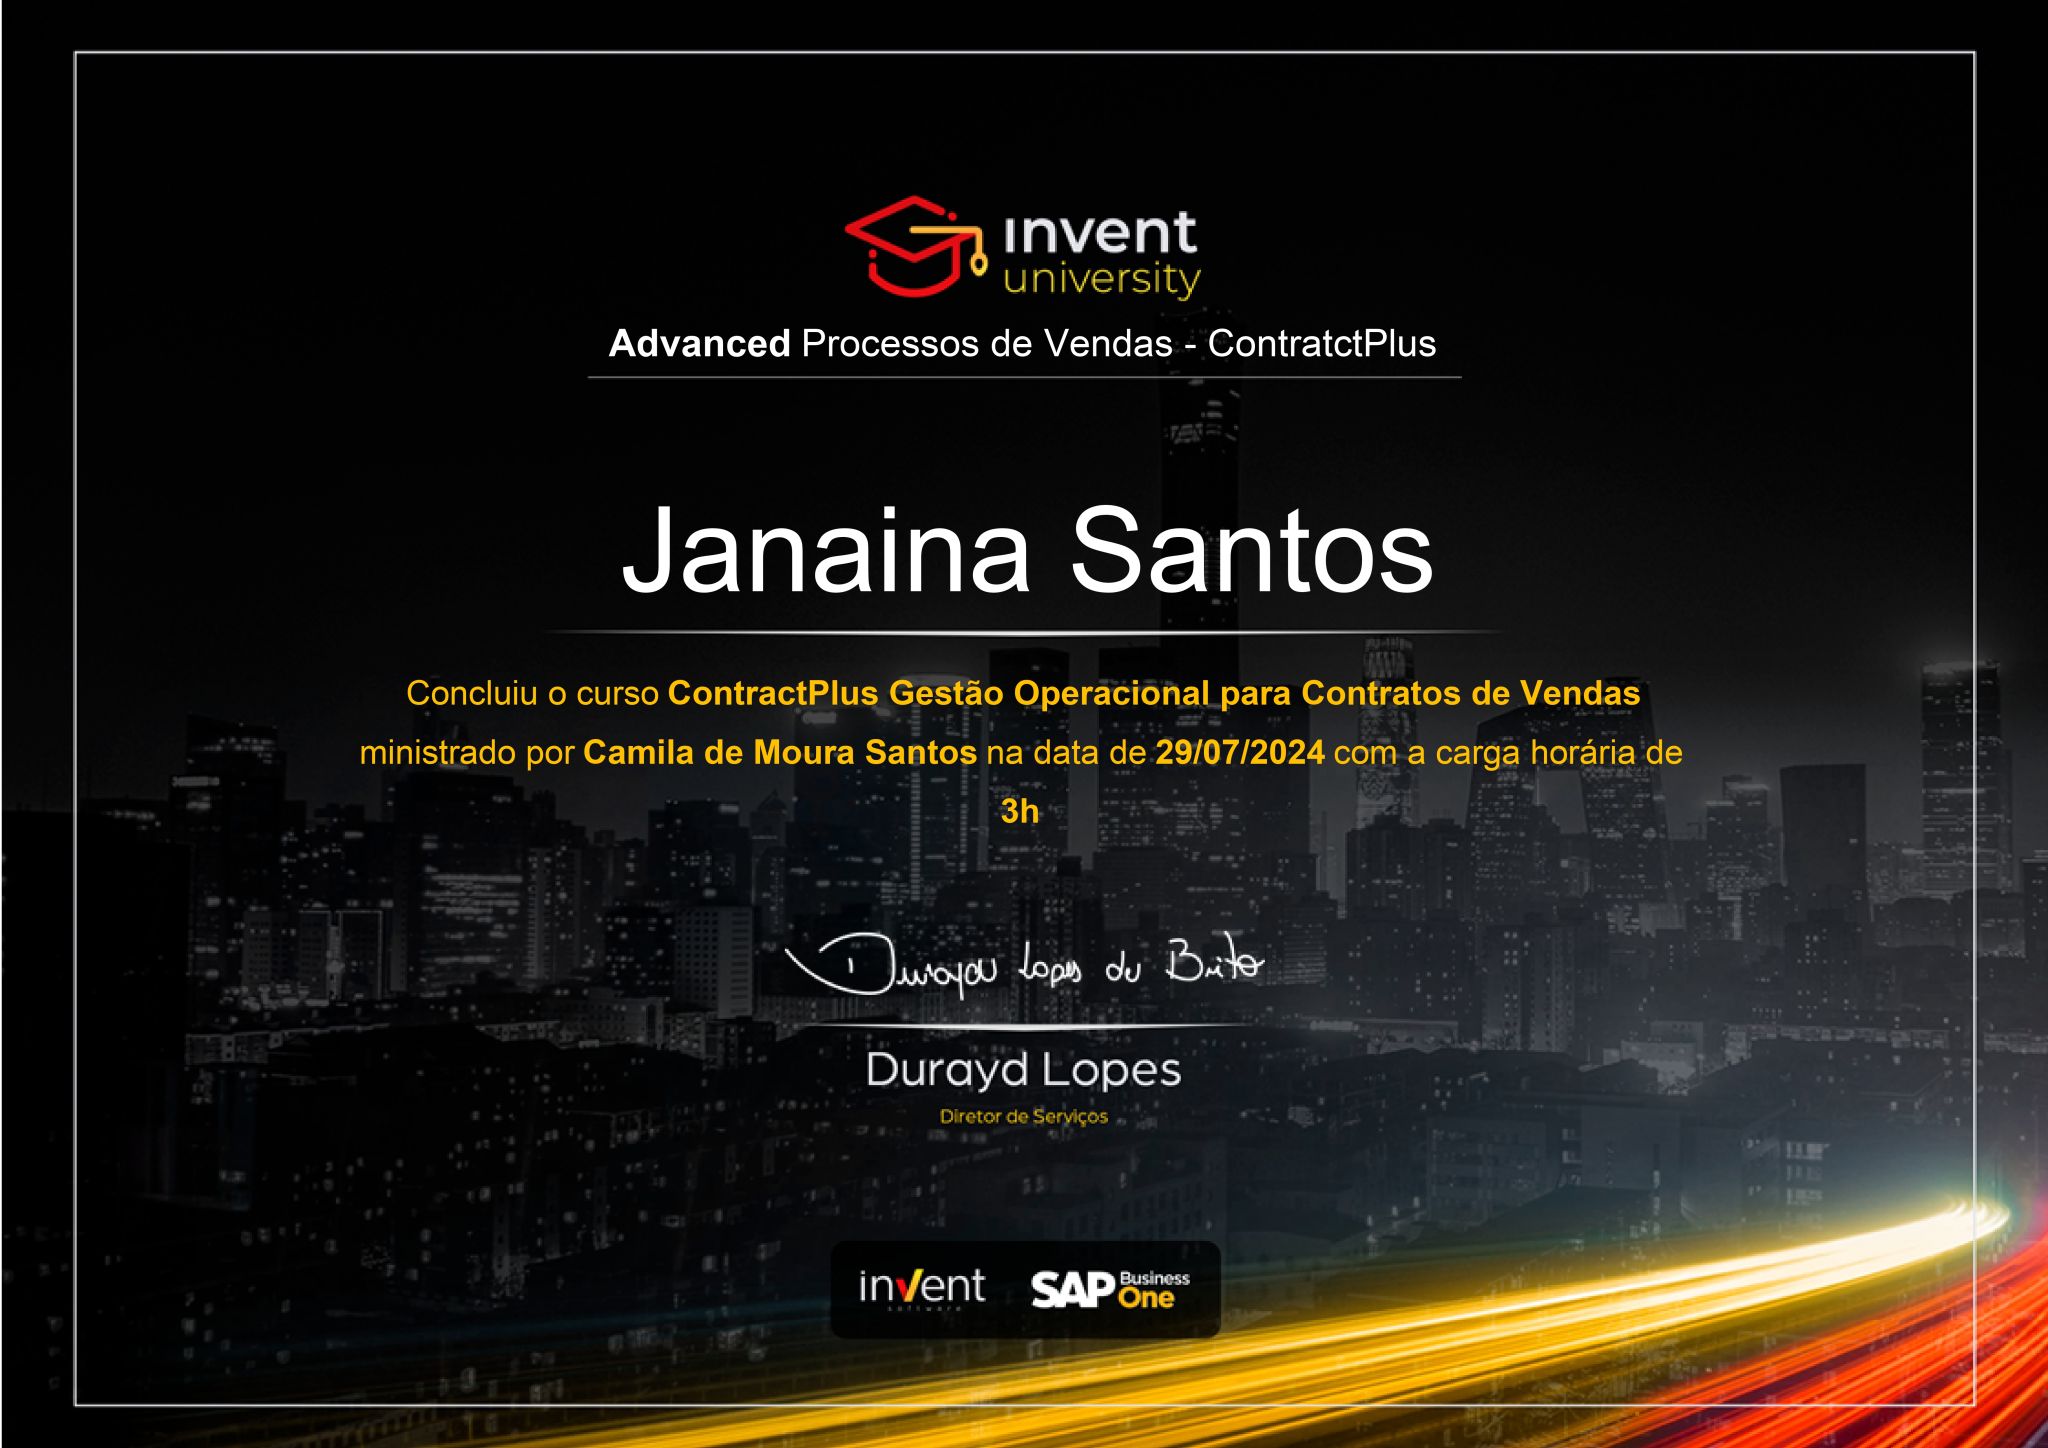 invent
university
Advanced Processos de Vendas - ContratctPlus
Janaina Santos
Concluiu o curso ContractPlus Gestão Operacional para Contratos de Vendas
ministrado por Camila de Moura Santos na data de 29/07/2024 com a carga horária de
3h
Durayd Lopes de Brito
Durayd Lopes
Diretor de Serviços
invent
software
SAP Business
One